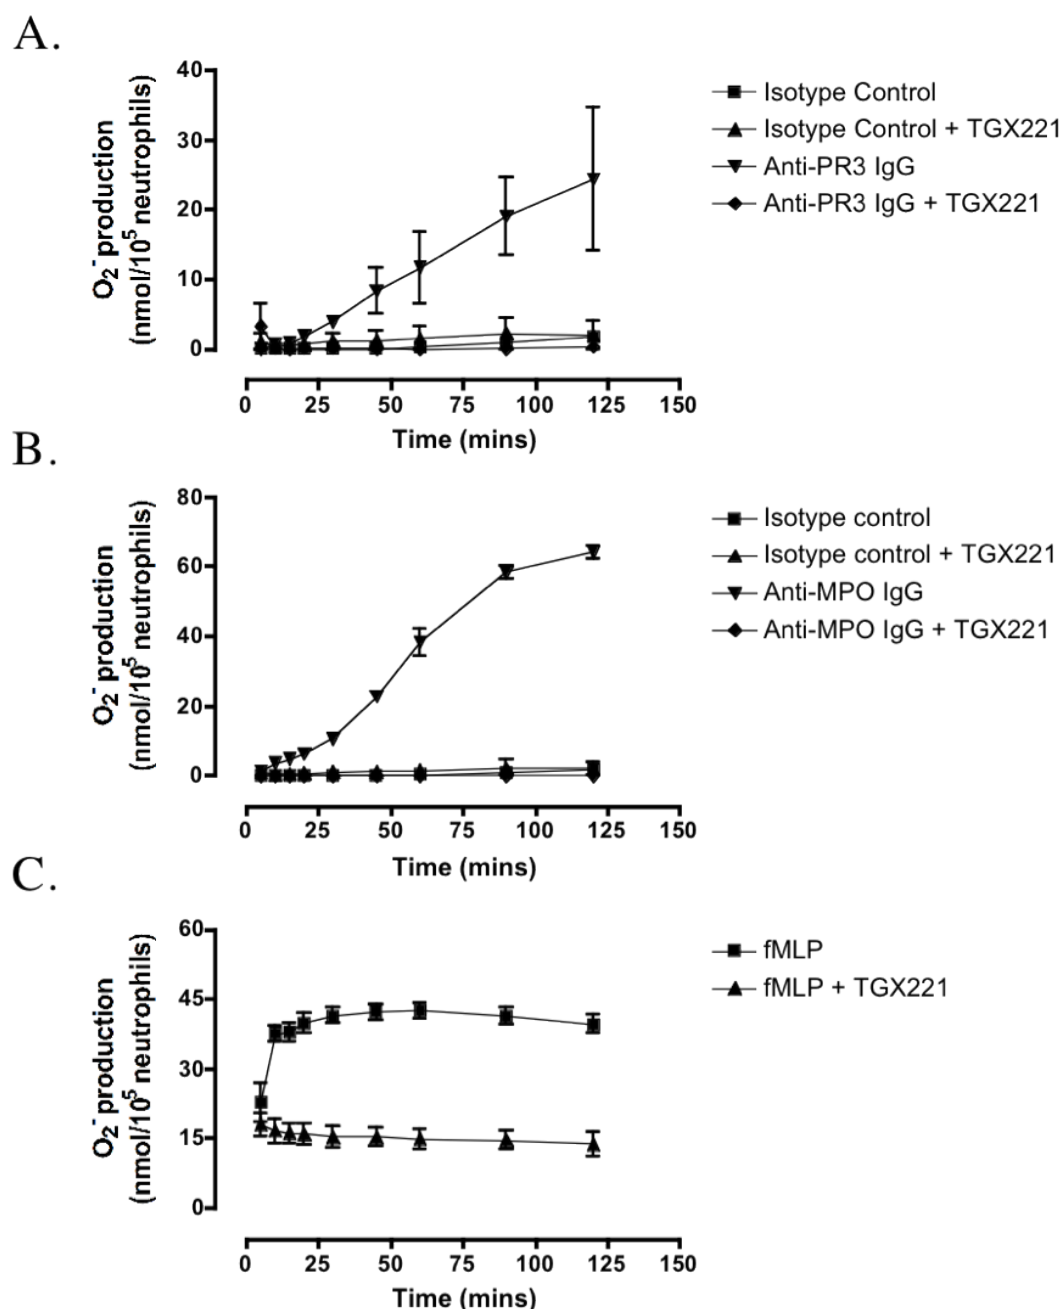 A.
O2- production
(nmol/10^5 neutrophils)
40
30
20
10
0
0 25 50 75 100 125 150
Time (mins)
Isotype Control
Isotype Control + TGX221
Anti-PR3 IgG
Anti-PR3 IgG + TGX221
B.
O2- production
(nmol/10^5 neutrophils)
80
60
40
20
0
0 25 50 75 100 125 150
Time (mins)
Isotype control
Isotype control + TGX221
Anti-MPO IgG
Anti-MPO IgG + TGX221
C.
O2- production
(nmol/10^5 neutrophils)
60
45
30
15
0
0 25 50 75 100 125 150
Time (mins)
fMLP
fMLP + TGX221